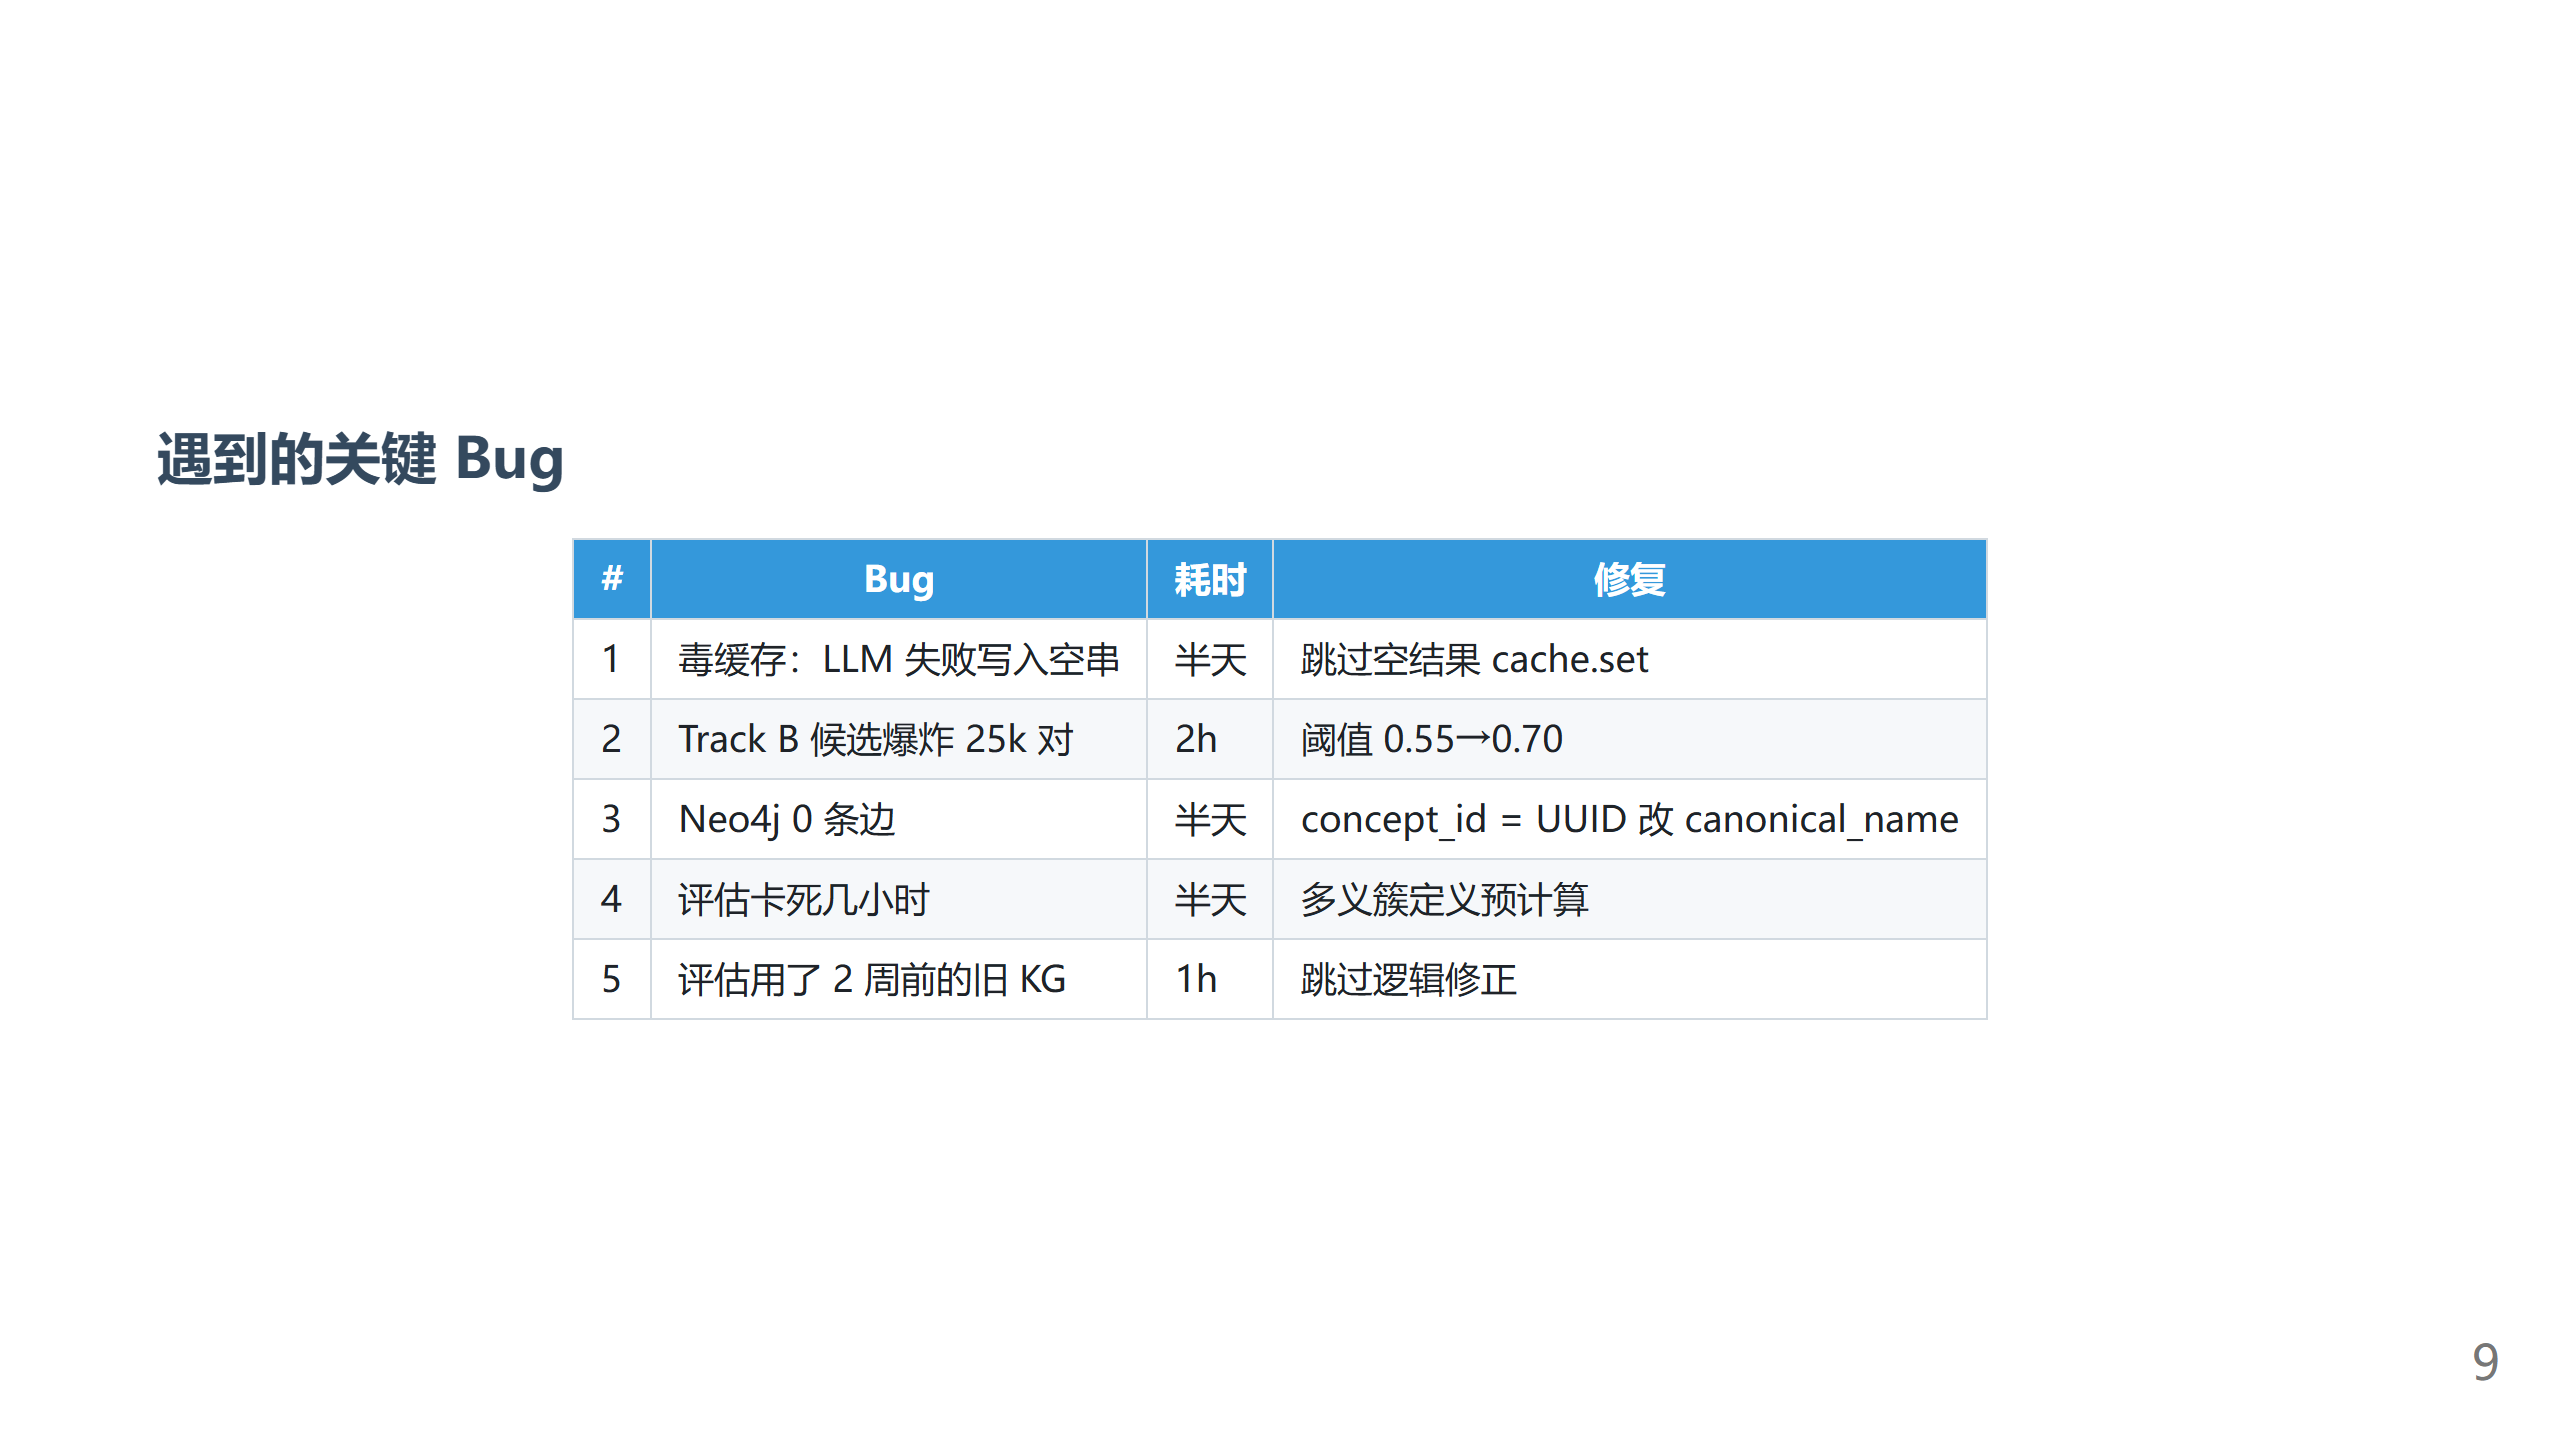 遇到的关键 Bug
# Bug 耗时 修复
1 毒缓存：LLM 失败写入空串 半天 跳过空结果 cache.set
2 Track B 候选爆炸 25k 对 2h 阈值 0.55→0.70
3 Neo4j 0 条边 半天 concept_id = UUID 改 canonical_name
4 评估卡死几小时 半天 多义簇定义预计算
5 评估用了 2 周前的旧 KG 1h 跳过逻辑修正
9